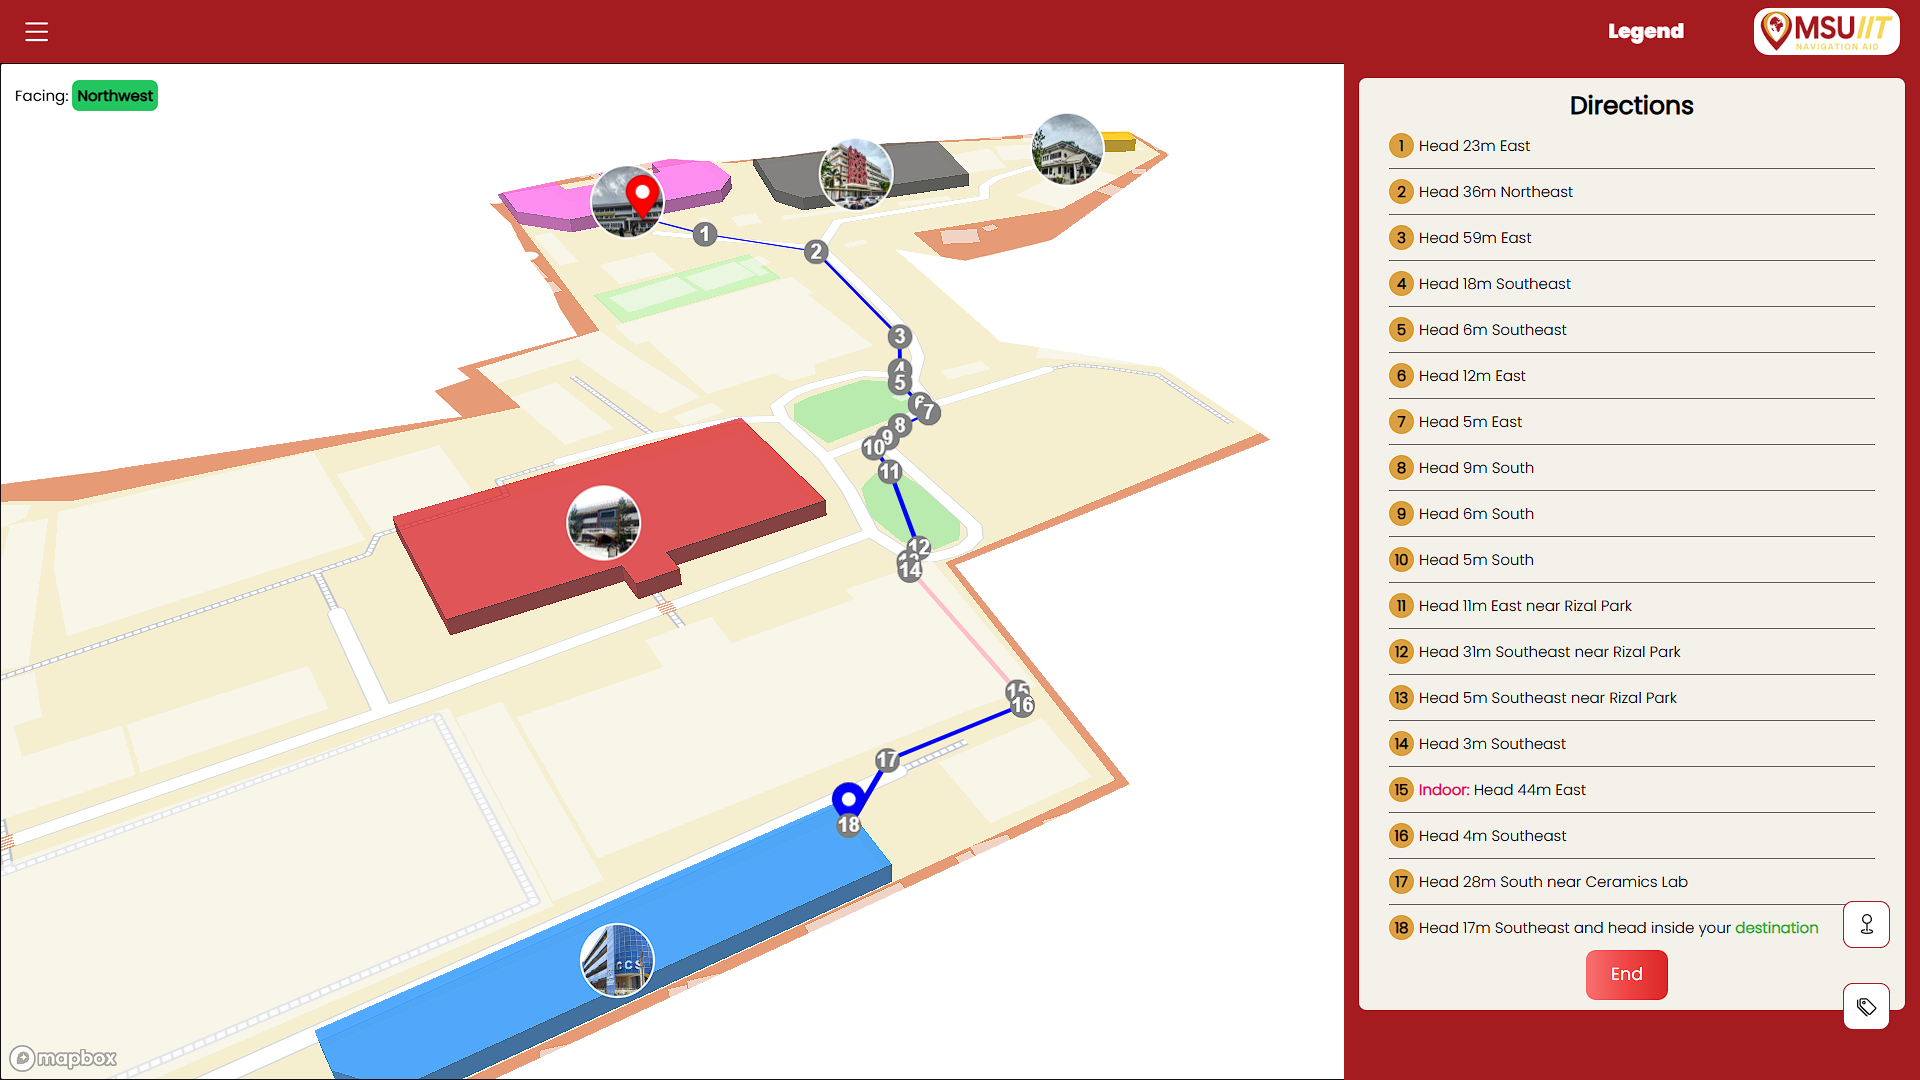 Legend
MSUIIT
NAVIGATION AID
Facing: Northwest
1
2
3
4
5
6
7
8
9
10
11
12
14
15
16
17
18
CCS
mapbox
Directions
1 Head 23m East
2 Head 36m Northeast
3 Head 59m East
4 Head 18m Southeast
5 Head 6m Southeast
6 Head 12m East
7 Head 5m East
8 Head 9m South
9 Head 6m South
10 Head 5m South
11 Head 11m East near Rizal Park
12 Head 31m Southeast near Rizal Park
13 Head 5m Southeast near Rizal Park
14 Head 3m Southeast
15 Indoor: Head 44m East
16 Head 4m Southeast
17 Head 28m South near Ceramics Lab
18 Head 17m Southeast and head inside your destination
End